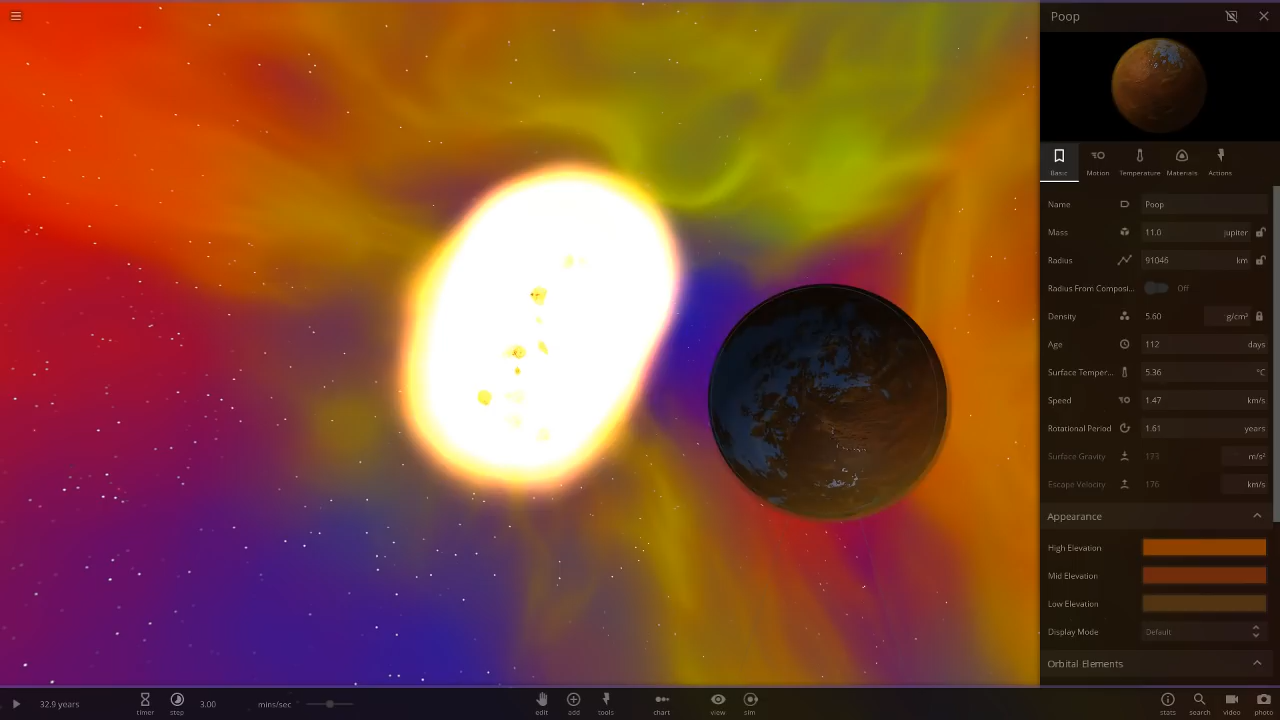 Poop
Basic Motion Temperature Materials Actions
Name Poop
Mass 11.0 jupiter
Radius 91046 km
Radius From Composi... Off
Density 5.60 g/cm³
Age 112 days
Surface Temper... 5.36 °C
Speed 1.47 km/s
Rotational Period 1.61 years
Surface Gravity 173 m/s²
Escape Velocity 176 km/s
Appearance
High Elevation
Mid Elevation
Low Elevation
Display Mode Default
Orbital Elements
32.9 years timer step 3.00 mins/sec edit add tools chart view sim stats search video photo